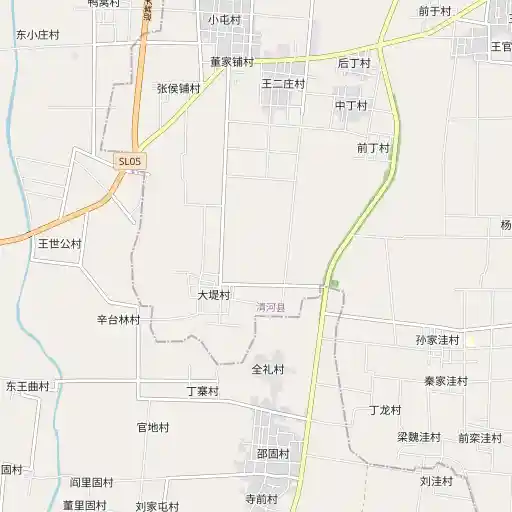 鸭窝村
小屯村
前于村
东小庄村
王官
董家铺村
后丁村
张侯铺村
王二庄村
中丁村
前丁村
SL05
杨
王世公村
大堤村
清河县
辛台林村
孙家洼村
全礼村
秦家洼村
东王曲村
丁寨村
丁龙村
官地村
梁魏洼村
前栾洼村
邵固村
固村
阎里固村
刘洼村
寺前村
董里固村
刘家屯村